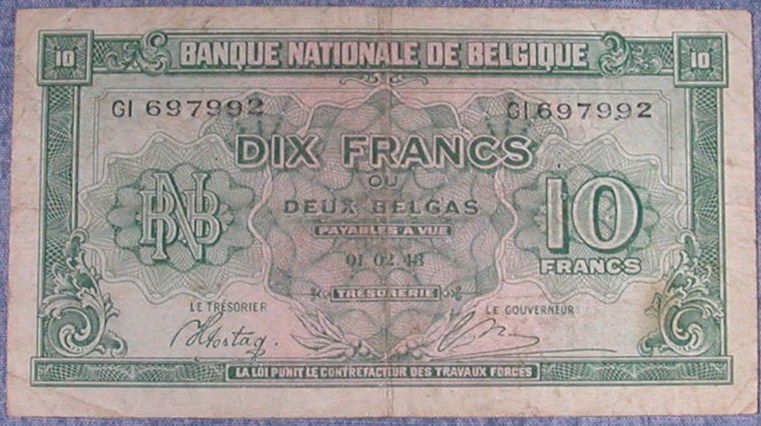 10 BANQUE NATIONALE DE BELGIQUE 10
GI 697992 GI 697992
DIX FRANCS
OU
DEUX BELGAS
PAYABLES A VUE
BNB 10 FRANCS
01 02 43
TRÉSORERIE
LE TRÉSORIER LE GOUVERNEUR
LA LOI PUNIT LE CONTREFACTEUR DES TRAVAUX FORCÉS